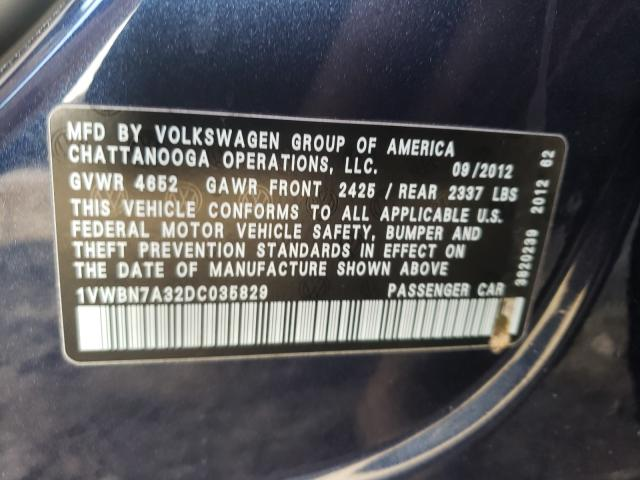 MFD BY VOLKSWAGEN GROUP OF AMERICA
CHATTANOOGA OPERATIONS, LLC. 09/2012
GVWR 4652 GAWR FRONT 2425 / REAR 2337 LBS
THIS VEHICLE CONFORMS TO ALL APPLICABLE U.S.
FEDERAL MOTOR VEHICLE SAFETY, BUMPER AND
THEFT PREVENTION STANDARDS IN EFFECT ON
THE DATE OF MANUFACTURE SHOWN ABOVE
1VWBN7A32DC035829 PASSENGER CAR
3820239 2012 02